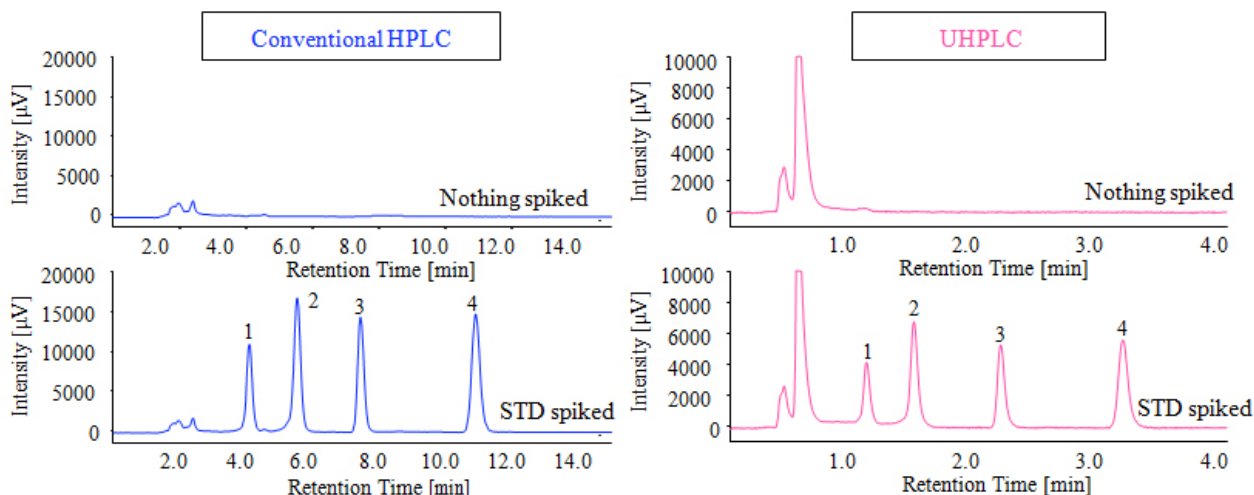 Conventional HPLC
20000
15000
10000
5000
0
Intensity [µV]
Nothing spiked
2.0 4.0 6.0 8.0 10.0 12.0 14.0
Retention Time [min]
20000
15000
10000
5000
0
Intensity [µV]
1 2 3 4
STD spiked
2.0 4.0 6.0 8.0 10.0 12.0 14.0
Retention Time [min]
UHPLC
10000
8000
6000
4000
2000
0
Intensity [µV]
Nothing spiked
1.0 2.0 3.0 4.0
Retention Time [min]
10000
8000
6000
4000
2000
0
Intensity [µV]
1 2 3 4
STD spiked
1.0 2.0 3.0 4.0
Retention Time [min]